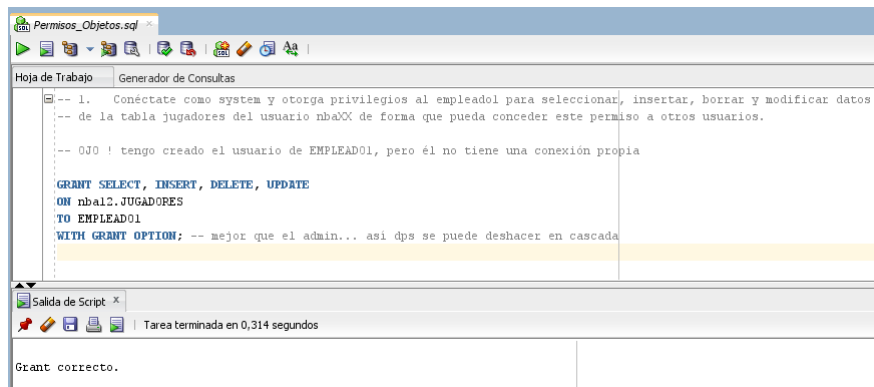 Permisos_Objetos.sql
Hoja de Trabajo Generador de Consultas
-- 1. Conéctate como system y otorga privilegios al empleado1 para seleccionar, insertar, borrar y modificar datos
-- de la tabla jugadores del usuario nbaXX de forma que pueda conceder este permiso a otros usuarios.
-- OJO ! tengo creado el usuario de EMPLEADO1, pero él no tiene una conexión propia
GRANT SELECT, INSERT, DELETE, UPDATE
ON nba12.JUGADORES
TO EMPLEADO1
WITH GRANT OPTION; -- mejor que el admin... así dps se puede deshacer en cascada
Salida de Script
Tarea terminada en 0,314 segundos
Grant correcto.